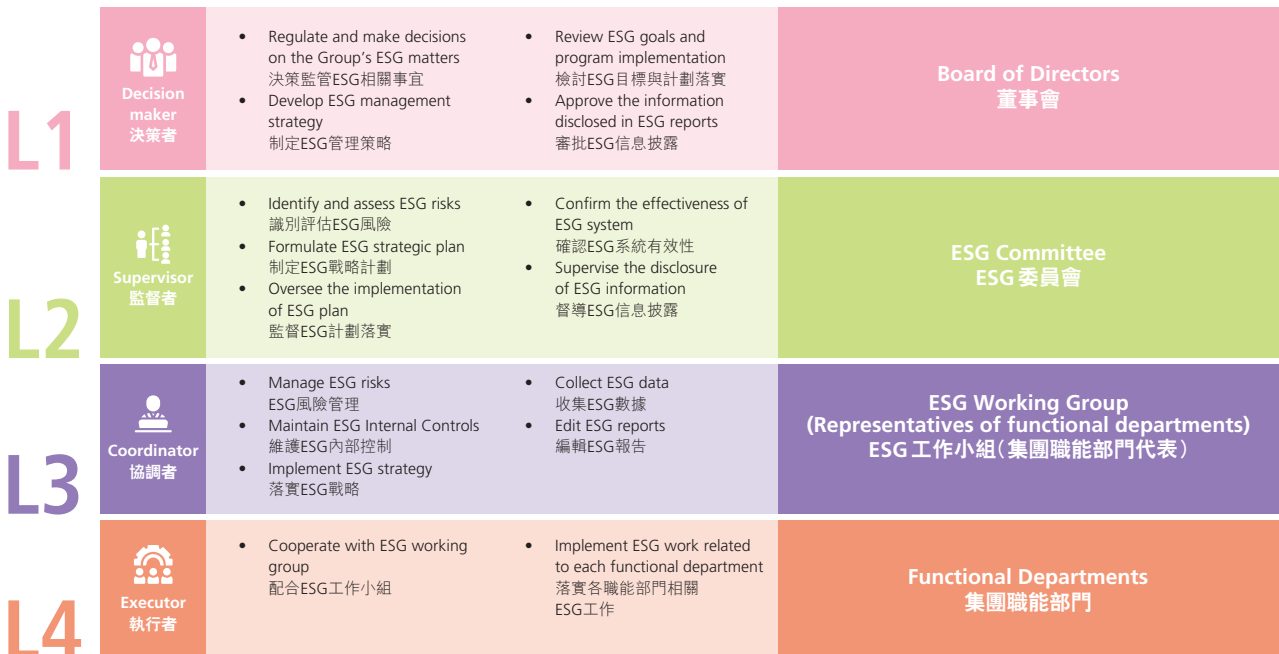 L1
Decision
maker
決策者
• Regulate and make decisions
on the Group's ESG matters
決策監管ESG相關事宜
• Develop ESG management
strategy
制定ESG管理策略
• Review ESG goals and
program implementation
檢討ESG目標與計劃落實
• Approve the information
disclosed in ESG reports
審批ESG信息披露
Board of Directors
董事會
L2
Supervisor
監督者
• Identify and assess ESG risks
識別評估ESG風險
• Formulate ESG strategic plan
制定ESG戰略計劃
• Oversee the implementation
of ESG plan
監督ESG計劃落實
• Confirm the effectiveness of
ESG system
確認ESG系統有效性
• Supervise the disclosure
of ESG information
督導ESG信息披露
ESG Committee
ESG委員會
L3
Coordinator
協調者
• Manage ESG risks
ESG風險管理
• Maintain ESG Internal Controls
維護ESG內部控制
• Implement ESG strategy
落實ESG戰略
• Collect ESG data
收集ESG數據
• Edit ESG reports
編輯ESG報告
ESG Working Group
(Representatives of functional departments)
ESG工作小組(集團職能部門代表)
L4
Executor
執行者
• Cooperate with ESG working
group
配合ESG工作小組
• Implement ESG work related
to each functional department
落實各職能部門相關
ESG工作
Functional Departments
集團職能部門